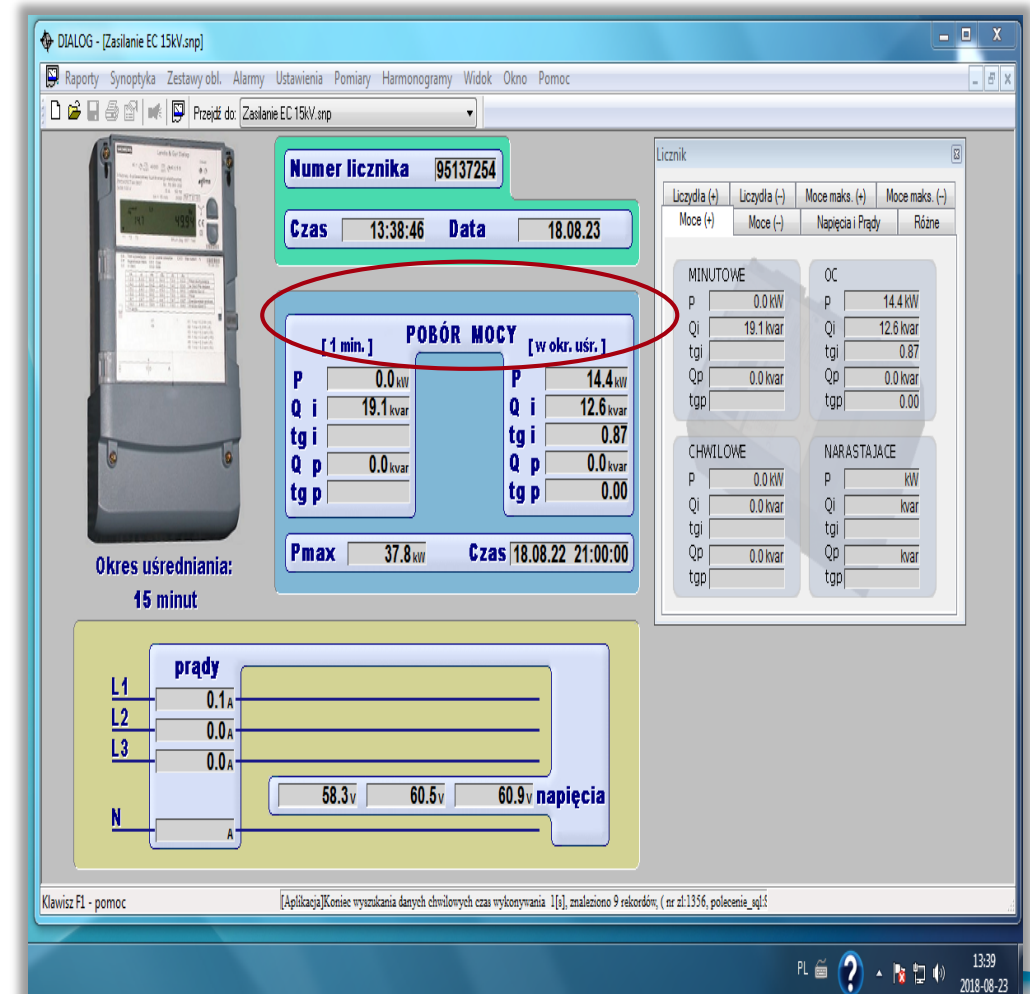 DIALOG - [Zasilanie EC 15kV.snp]
Raporty Synoptyka Zestawy obl. Alarmy Ustawienia Pomiary Harmonogramy Widok Okno Pomoc
Przejdź do: Zasilanie EC 15kV.snp
Numer licznika 95137254
Czas 13:38:46 Data 18.08.23
POBÓR MOCY
[ 1 min. ] [ w okr. uśr. ]
P 0.0 kW P 14.4 kW
Q i 19.1 kvar Q i 12.6 kvar
tg i tg i 0.87
Q p 0.0 kvar Q p 0.0 kvar
tg p tg p 0.00
Pmax 37.8 kW Czas 18.08.22 21:00:00
Okres uśredniania:
15 minut
prądy
L1 0.1 A
L2 0.0 A
L3 0.0 A
58.3 V 60.5 V 60.9 V napięcia
N A
Licznik
Liczydła (+) Liczydła (-) Moce maks. (+) Moce maks. (-)
Moce (+) Moce (-) Napięcia i Prądy Różne
MINUTOWE
P 0.0 kW
Qi 19.1 kvar
tgi
Qp 0.0 kvar
tgp
OC
P 14.4 kW
Qi 12.6 kvar
tgi 0.87
Qp 0.0 kvar
tgp 0.00
CHWILOWE
P 0.0 kW
Qi 0.0 kvar
tgi
Qp 0.0 kvar
tgp
NARASTAJACE
P kW
Qi kvar
tgi
Qp kvar
tgp
Klawisz F1 - pomoc
[Aplikacja]Koniec wyszukania danych chwilowych czas wykonywania 1[s], znaleziono 9 rekordów, ( nr zl:1356, polecenie_sql:
PL 13:39
2018-08-23